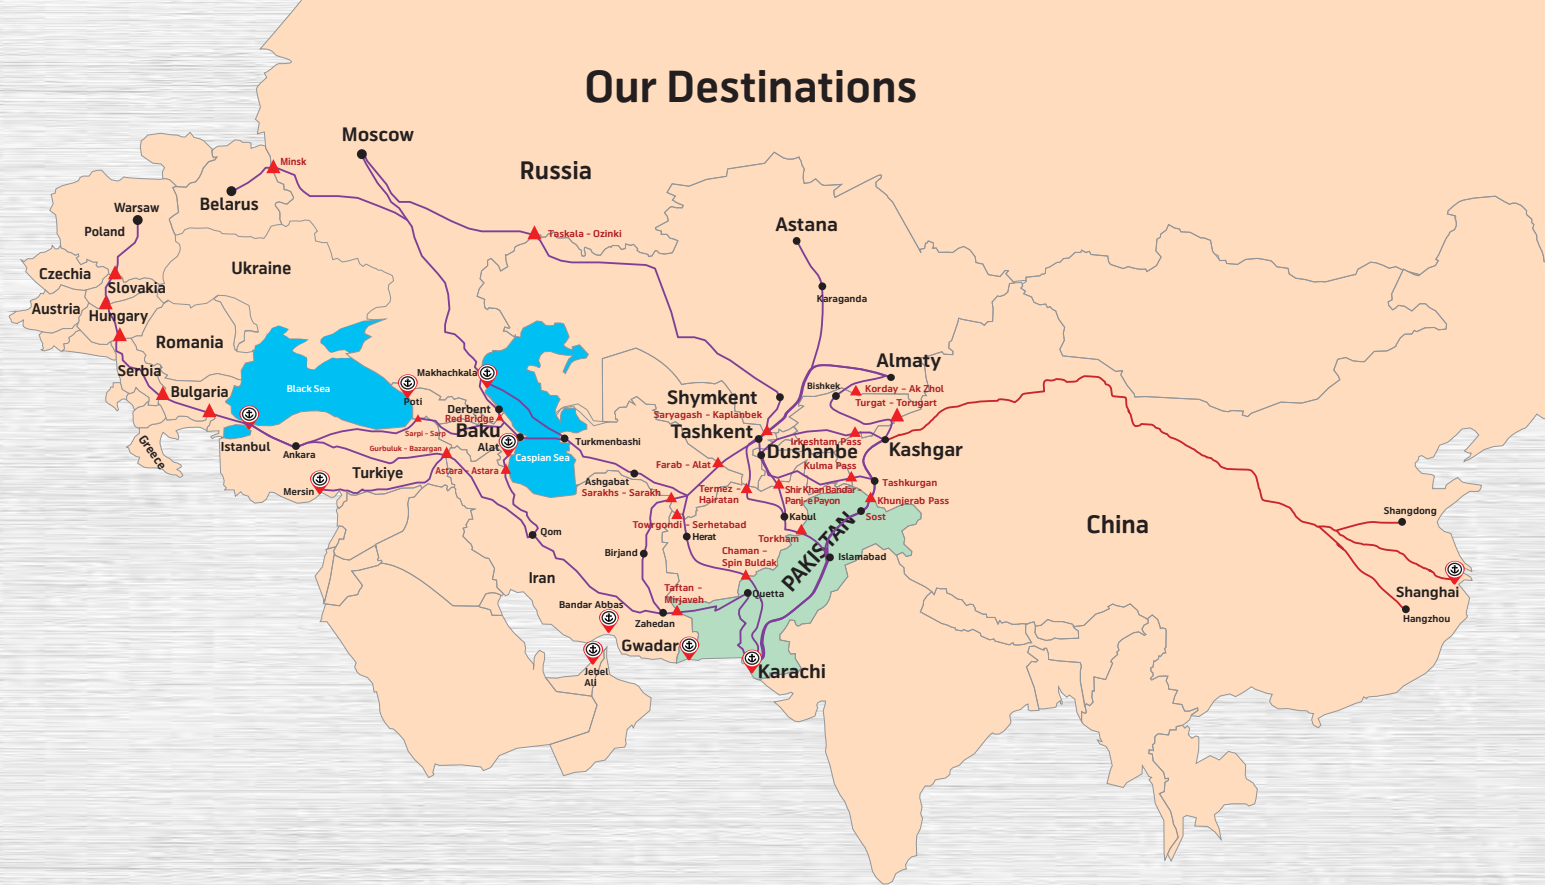 Our Destinations
Moscow
Minsk
Russia
Belarus
Warsaw
Poland
Taskala - Ozinki
Astana
Ukraine
Czechia
Slovakia
Karaganda
Austria
Hungary
Romania
Almaty
Serbia
Makhachkala
Bishkek
Korday - Ak Zhol
Bulgaria
Black Sea
Poti
Shymkent
Turgat - Torugart
Derbent
Red Bridge
Saryagash - Kaplanbek
Sarpi - Sarp
Baku
Tashkent
Istanbul
Ankara
Gurbuluk - Bazargan
Alat
Turkmenbashi
Irkeshtam Pass
Kashgar
Greece
Caspian Sea
Dushanbe
Turkiye
Astara - Astara
Farab - Alat
Kulma Pass
Mersin
Ashgabat
Sarakhs - Sarakh
Termez -
Hairatan
Shir Khan Bandar
Panj-e Payon
Tashkurgan
Khunjerab Pass
Shangdong
Kabul
Sost
China
Towrgondi - Serhetabad
Qom
Herat
Torkham
PAKISTAN
Birjand
Chaman -
Spin Buldak
Islamabad
Iran
Taftan -
Mirjaveh
Quetta
Shanghai
Bandar Abbas
Zahedan
Hangzhou
Gwadar
Jebel
Ali
Karachi